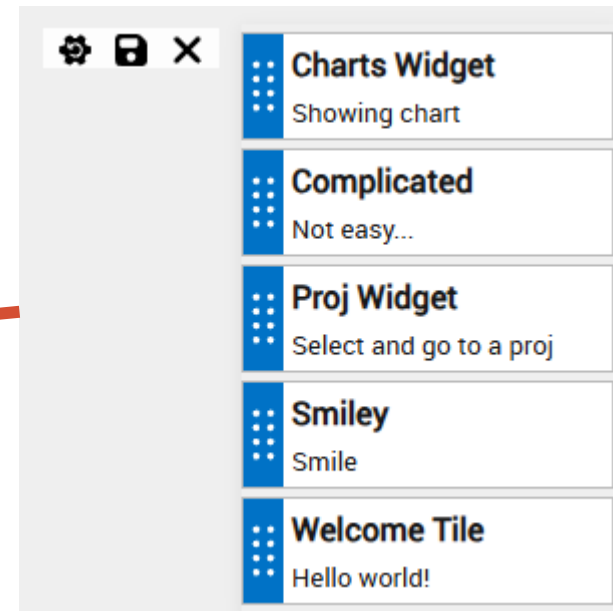 Charts Widget
Showing chart
Complicated
Not easy...
Proj Widget
Select and go to a proj
Smiley
Smile
Welcome Tile
Hello world!